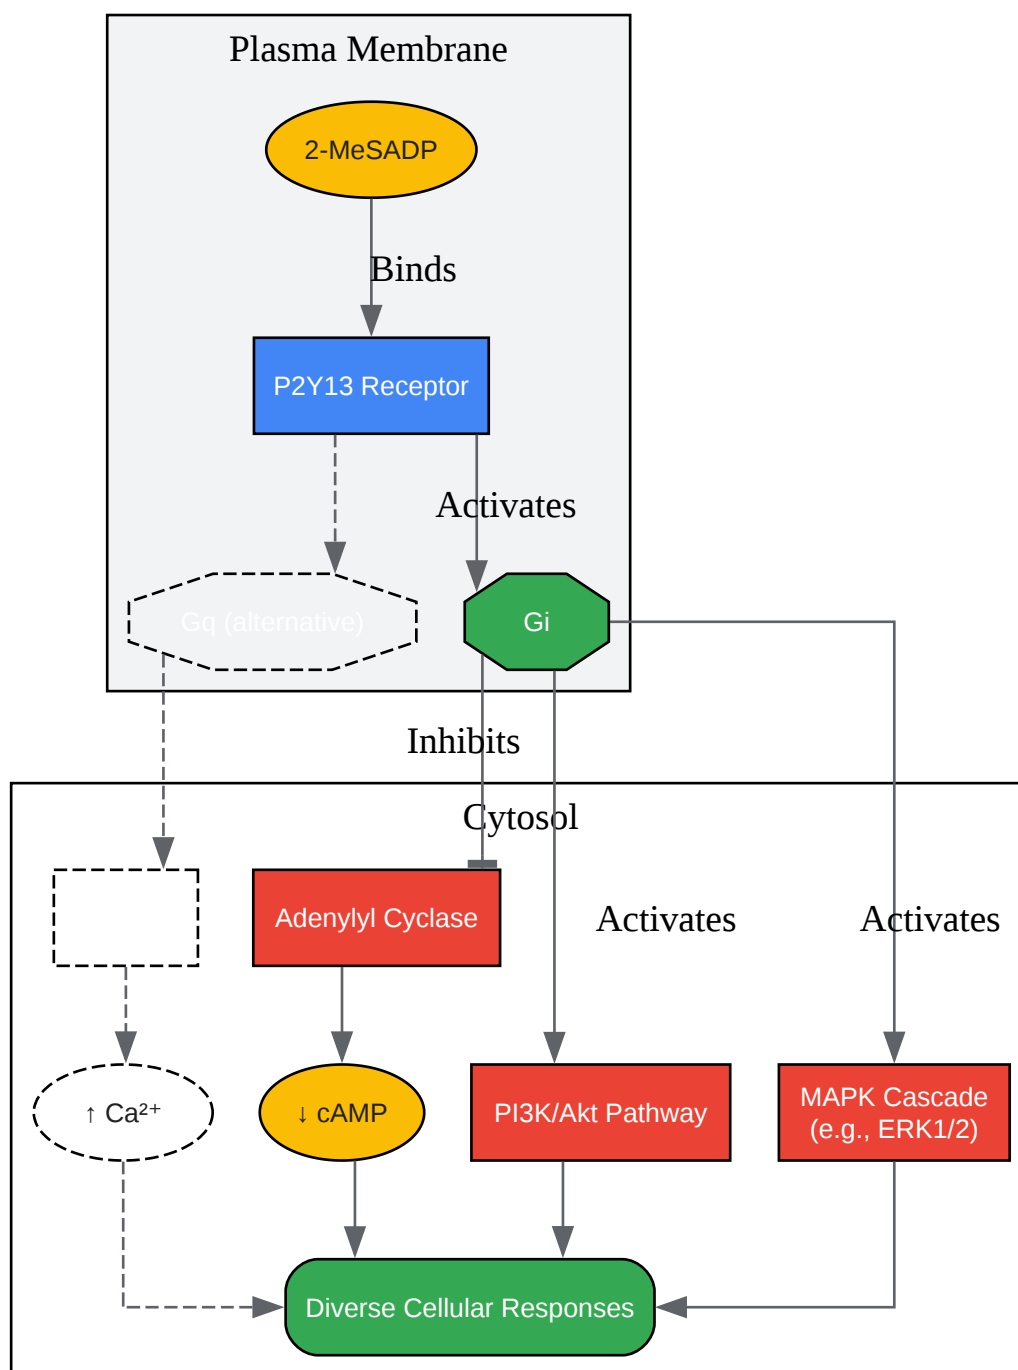 Plasma Membrane
2-MeSADP
Binds
P2Y13 Receptor
Activates
Gq (alternative)
Gi
Inhibits
Cytosol
Adenylyl Cyclase
Activates
Activates
↑ Ca²⁺
↓ cAMP
PI3K/Akt Pathway
MAPK Cascade
(e.g., ERK1/2)
Diverse Cellular Responses